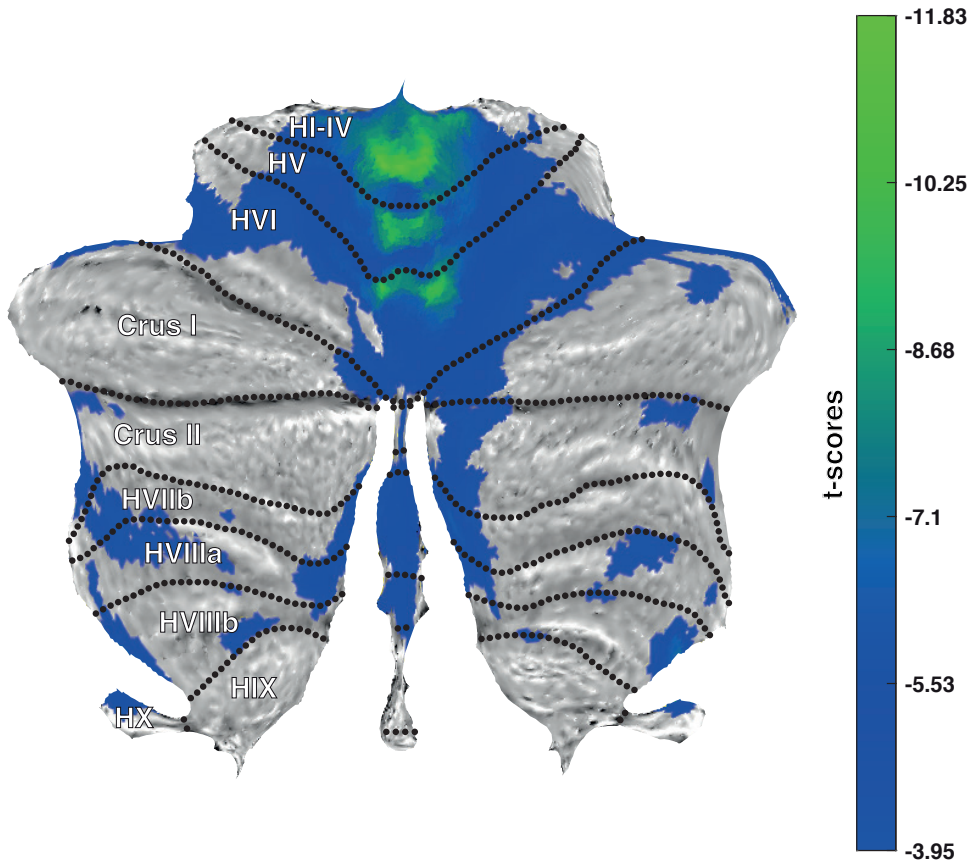 HI-IV
HV
HVI
Crus I
Crus II
HVIIb
HVIIIa
HVIIIb
HIX
HX
t-scores
-11.83
-10.25
-8.68
-7.1
-5.53
-3.95